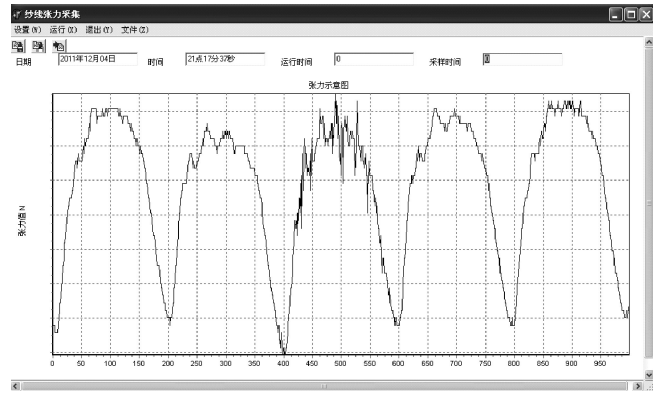 纱线张力采集
设置(W) 运行(X) 退出(Y) 文件(Z)
日期 2011年12月04日 时间 21点17分37秒 运行时间 0 采样时间 0
张力示意图
张力值 N
0 50 100 150 200 250 300 350 400 450 500 550 600 650 700 750 800 850 900 950